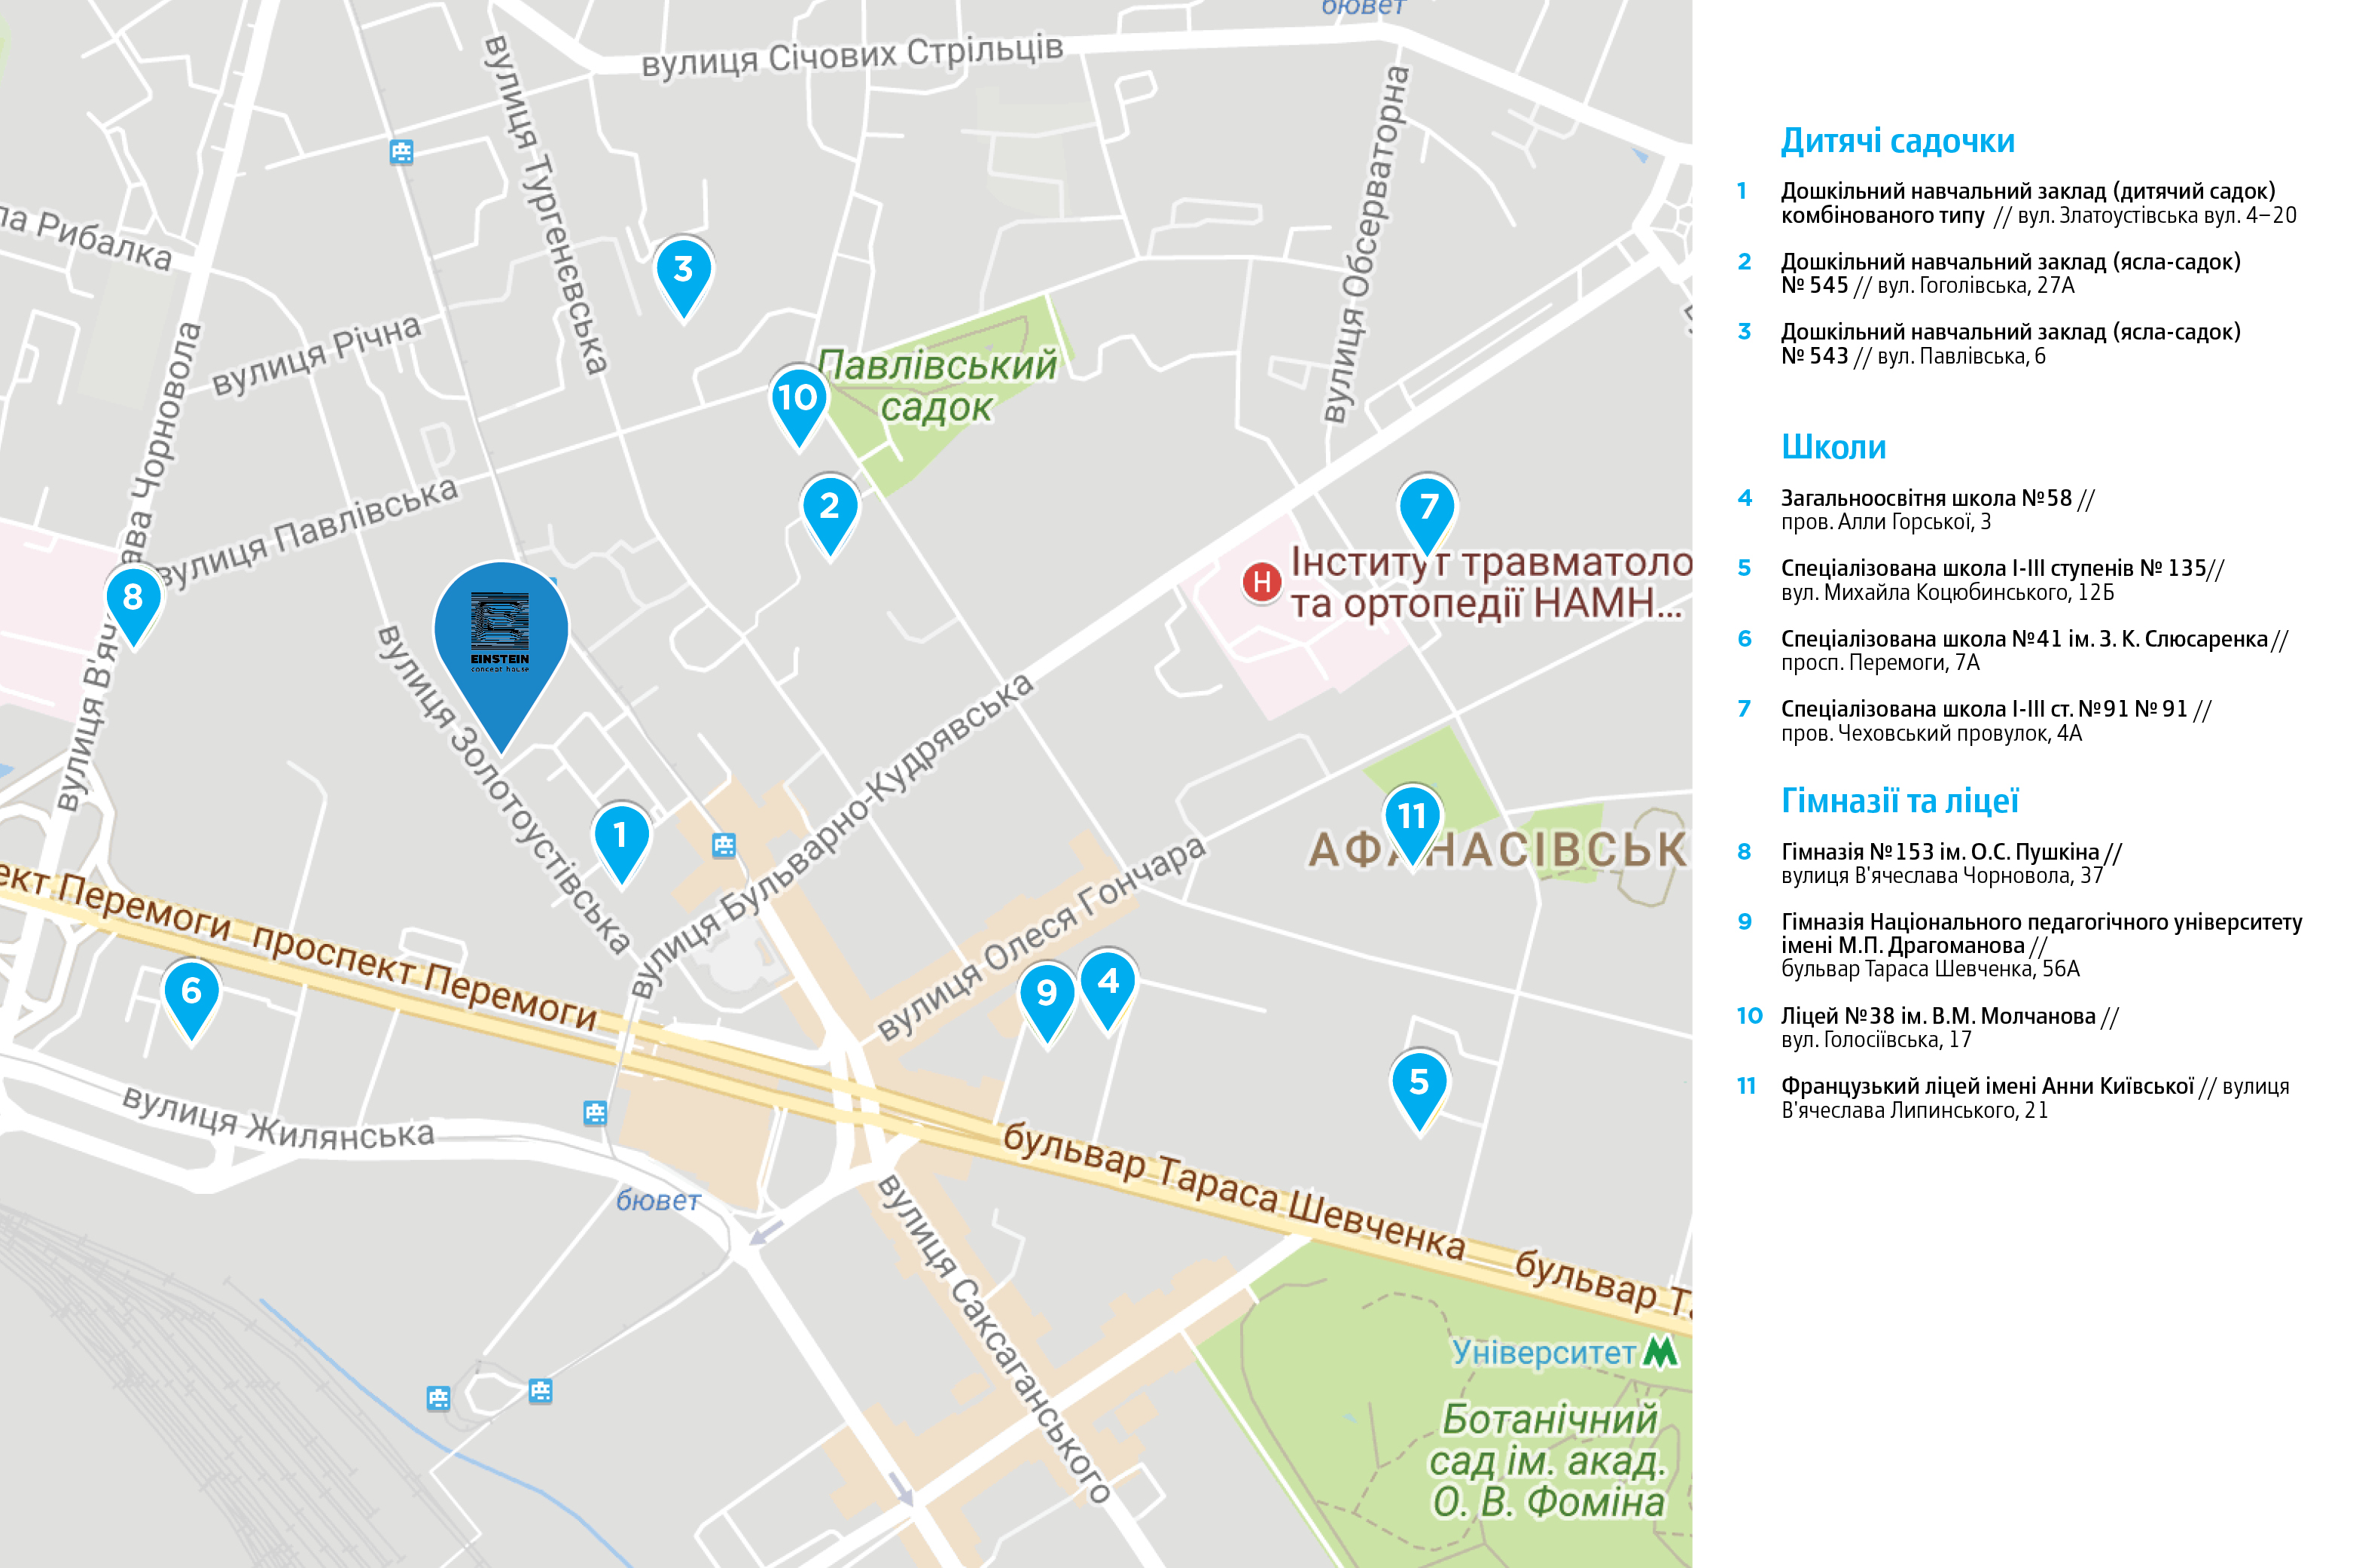 бювет
вулиця Січових Стрільців
вулиця Тургенєвська
вулиця Обсерваторна
ла Рибалка
3
вулиця Річна
Павлівський
садок
10
вулиця Павлівська
2
7
Інститут травматоло
та ортопедії НАМН...
H
8
вулиця В'яч
ава Чорновола
EINSTEIN
concept house
вулиця Золотоустівська
1
вулиця Бульварно-Кудрявська
11
АФАНАСІВСЬК
вулиця Олеся Гончара
ект Перемоги
проспект Перемоги
6
9
4
5
вулиця Жилянська
бювет
бульвар Тараса Шевченка
бульвар Та
вулиця Саксаганського
Університет
Ботанічний
сад ім. акад.
О. В. Фоміна
Дитячі садочки
1 Дошкільний навчальний заклад (дитячий садок)
комбінованого типу // вул. Златоустівська вул. 4–20
2 Дошкільний навчальний заклад (ясла-садок)
№ 545 // вул. Гоголівська, 27А
3 Дошкільний навчальний заклад (ясла-садок)
№ 543 // вул. Павлівська, 6
Школи
4 Загальноосвітня школа №58 //
пров. Алли Горської, 3
5 Спеціалізована школа І-ІІІ ступенів № 135//
вул. Михайла Коцюбинського, 12Б
6 Спеціалізована школа №41 ім. З. К. Слюсаренка//
просп. Перемоги, 7А
7 Спеціалізована школа І-ІІІ ст. №91 № 91 //
пров. Чеховський провулок, 4А
Гімназії та ліцеї
8 Гімназія №153 ім. О.С. Пушкіна//
вулиця В'ячеслава Чорновола, 37
9 Гімназія Національного педагогічного університету
імені М.П. Драгоманова //
бульвар Тараса Шевченка, 56А
10 Ліцей №38 ім. В.М. Молчанова //
вул. Голосіївська, 17
11 Французький ліцей імені Анни Київської // вулиця
В'ячеслава Липинського, 21